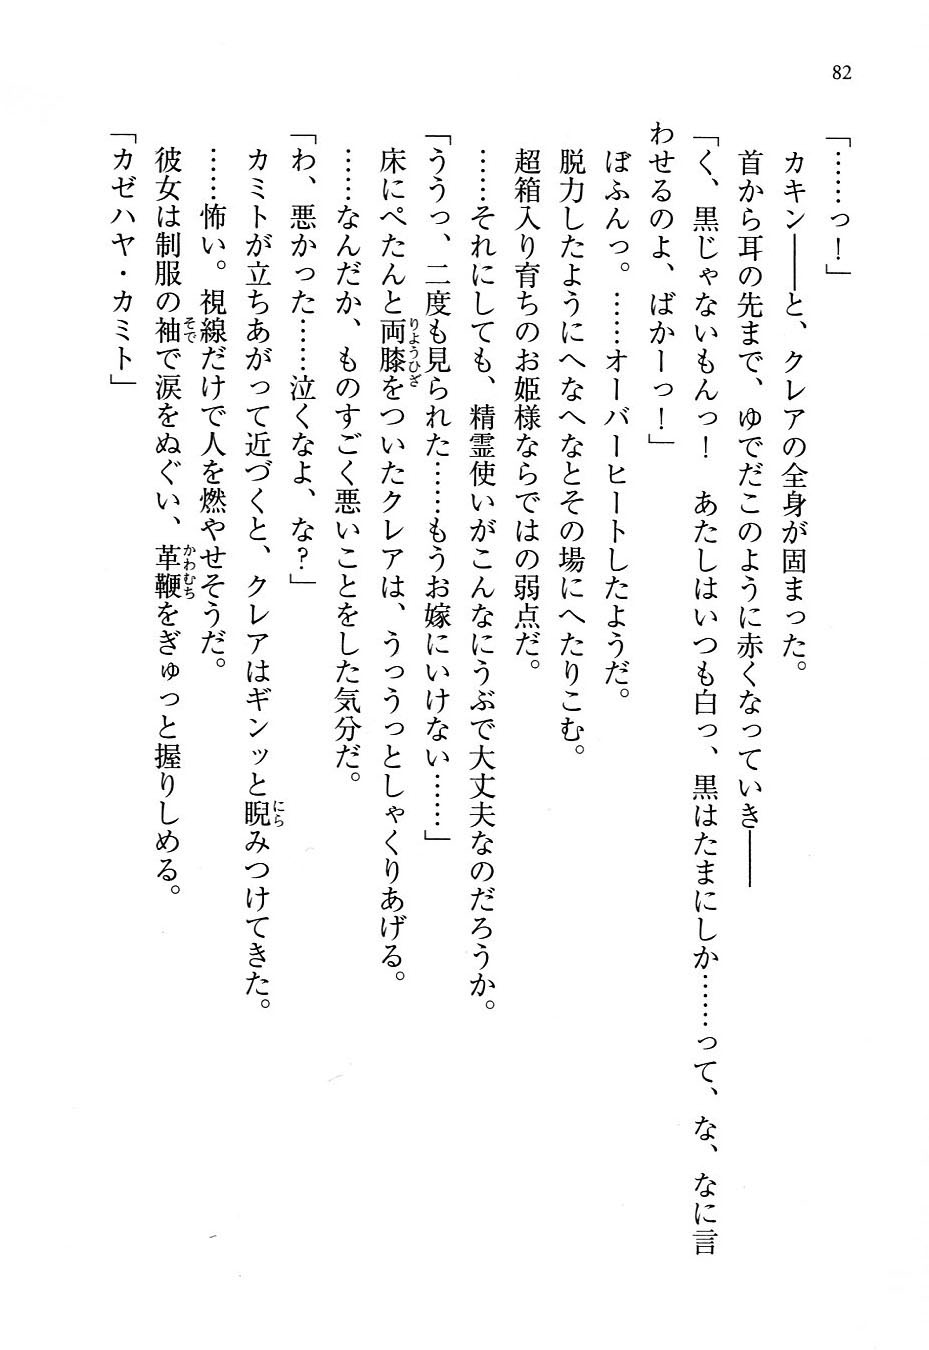 82
「……っ！」
カキン――と、クレアの全身が固まった。
首から耳の先まで、ゆでだこのように赤くなっていき――
「く、黒じゃないもんっ！　あたしはいつも白っ、黒はたまにしか……って、な、なに言
わせるのよ、ばかーっ！」
ぼふんっ。……オーバーヒートしたようだ。
脱力したようにへなへなとその場にへたりこむ。
超箱入り育ちのお姫様ならではの弱点だ。
……それにしても、精霊使いがこんなにうぶで大丈夫なのだろうか。
「ううっ、二度も見られた……もうお嫁にいけない……」
床にぺたんと両膝をついたクレアは、うっうっとしゃくりあげる。
りょうひざ
……なんだか、ものすごく悪いことをした気分だ。
「わ、悪かった……泣くなよ、な？」
カミトが立ちあがって近づくと、クレアはギンッと睨みつけてきた。
にら
……怖い。視線だけで人を燃やせそうだ。
彼女は制服の袖で涙をぬぐい、革鞭をぎゅっと握りしめる。
そで
かわむち
「カゼハヤ・カミト」